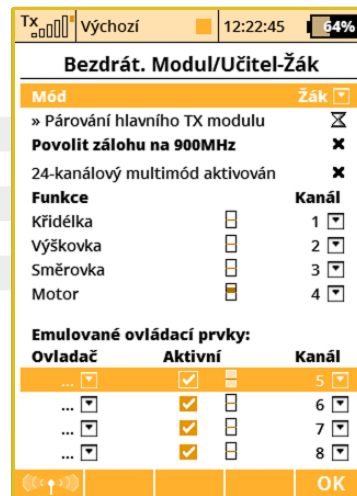 Tx Výchozí 12:22:45 64%
Bezdrát. Modul/Učitel-Žák
Mód Žák
» Párování hlavního TX modulu
Povolit zálohu na 900MHz
24-kanálový multimód aktivován
Funkce Kanál
Křidélka 1
Výškovka 2
Směrovka 3
Motor 4
Emulované ovládací prvky:
Ovladač Aktivní Kanál
... 5
... 6
... 7
... 8
OK